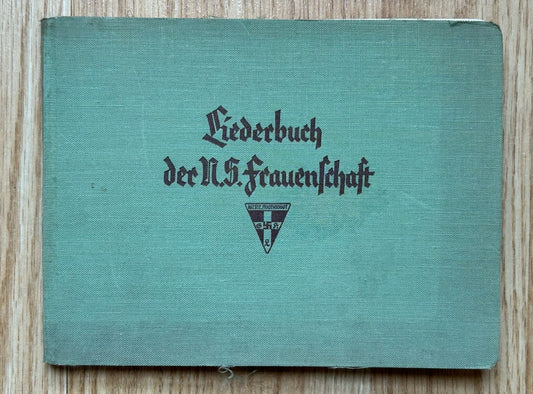 Liederbuch
der N.S. Frauenschaft